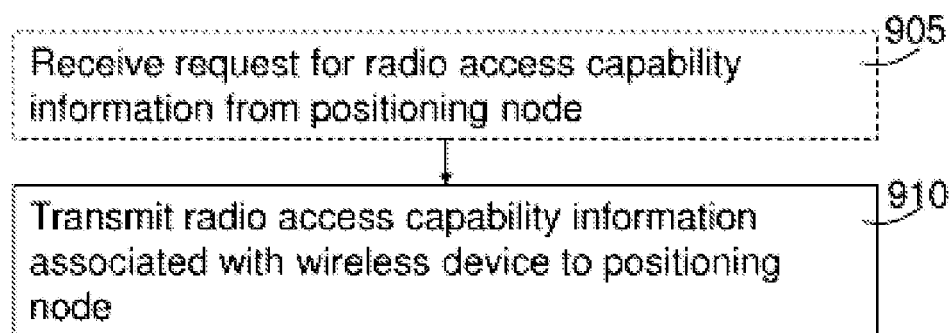 905
Receive request for radio access capability
information from positioning node
910
Transmit radio access capability information
associated with wireless device to positioning
node